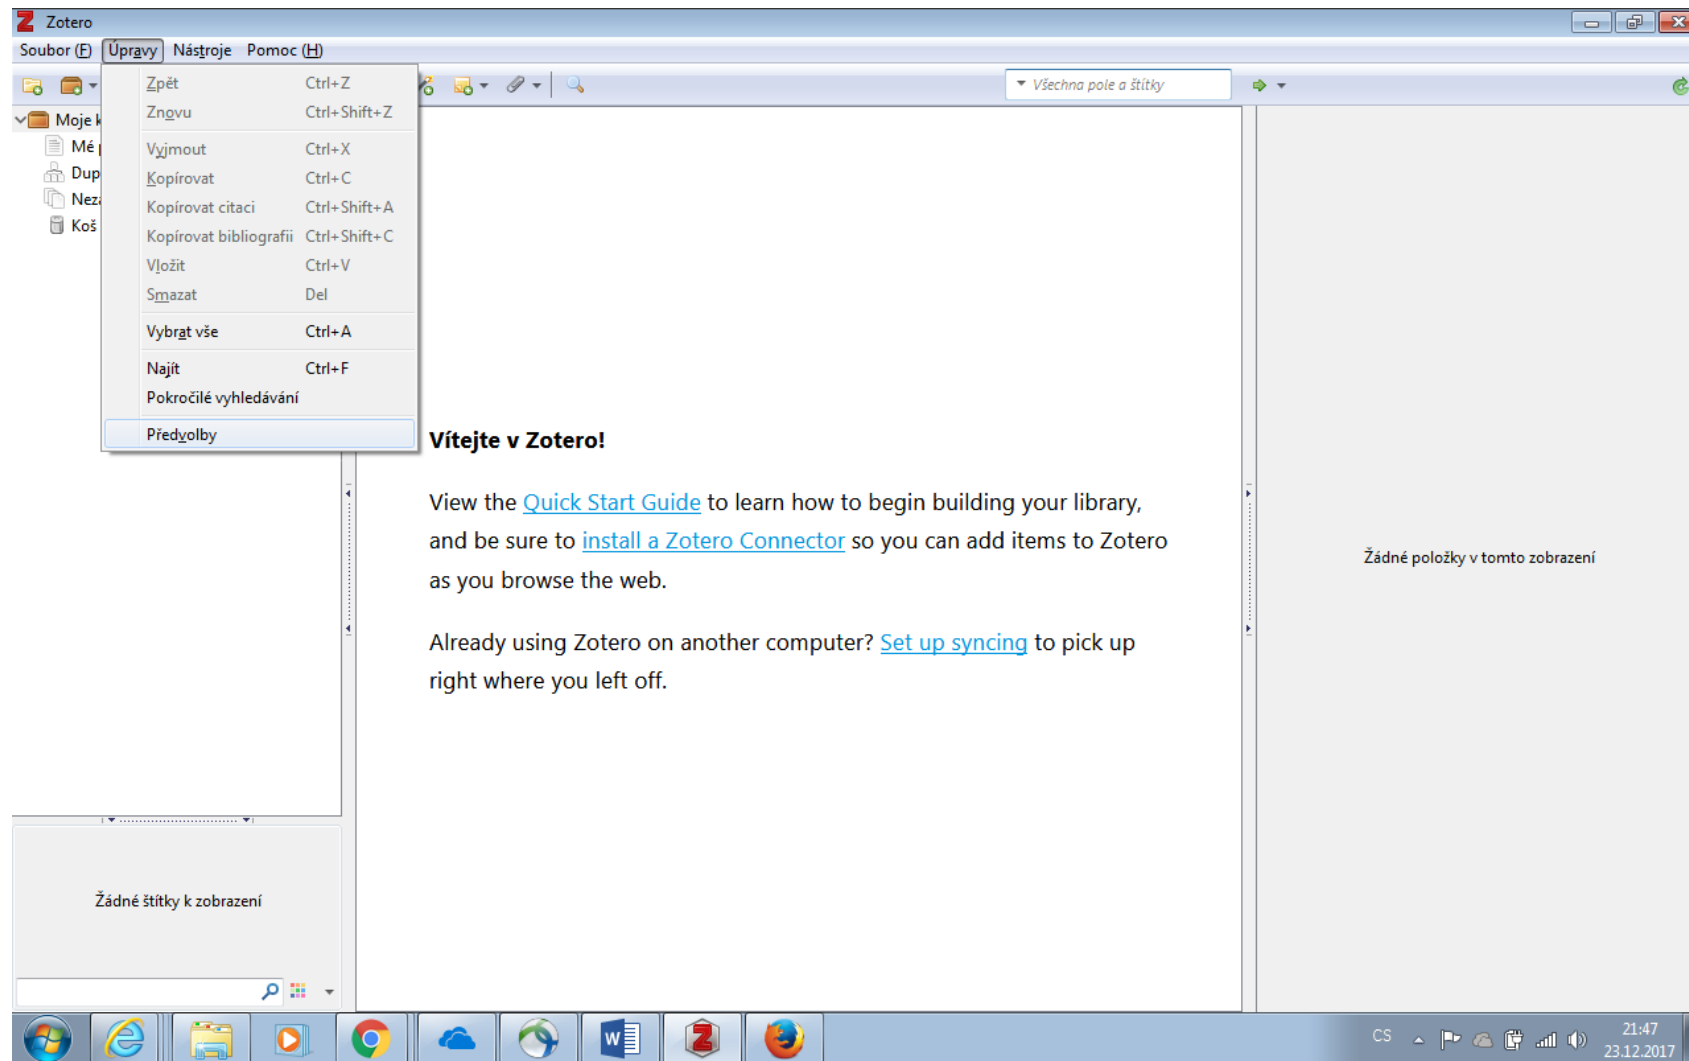 Zotero
Soubor (F) Úpravy Nástroje Pomoc (H)
Všechna pole a štítky
Moje k
Mé p
Dup
Nez
Koš
Zpět Ctrl+Z
Znovu Ctrl+Shift+Z
Vyjmout Ctrl+X
Kopírovat Ctrl+C
Kopírovat citaci Ctrl+Shift+A
Kopírovat bibliografii Ctrl+Shift+C
Vložit Ctrl+V
Smazat Del
Vybrat vše Ctrl+A
Najít Ctrl+F
Pokročilé vyhledávání
Předvolby
Vítejte v Zotero!
View the Quick Start Guide to learn how to begin building your library,
and be sure to install a Zotero Connector so you can add items to Zotero
as you browse the web.
Already using Zotero on another computer? Set up syncing to pick up
right where you left off.
Žádné položky v tomto zobrazení
Žádné štítky k zobrazení
CS
21:47
23.12.2017